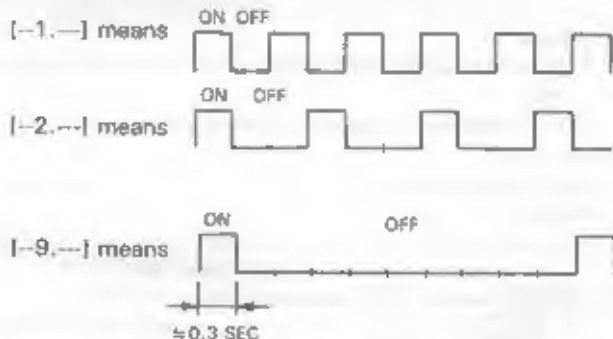 ON OFF
[--1.---] means
ON OFF
[--2.---] means
ON OFF
[--9.---] means
≒0.3 SEC